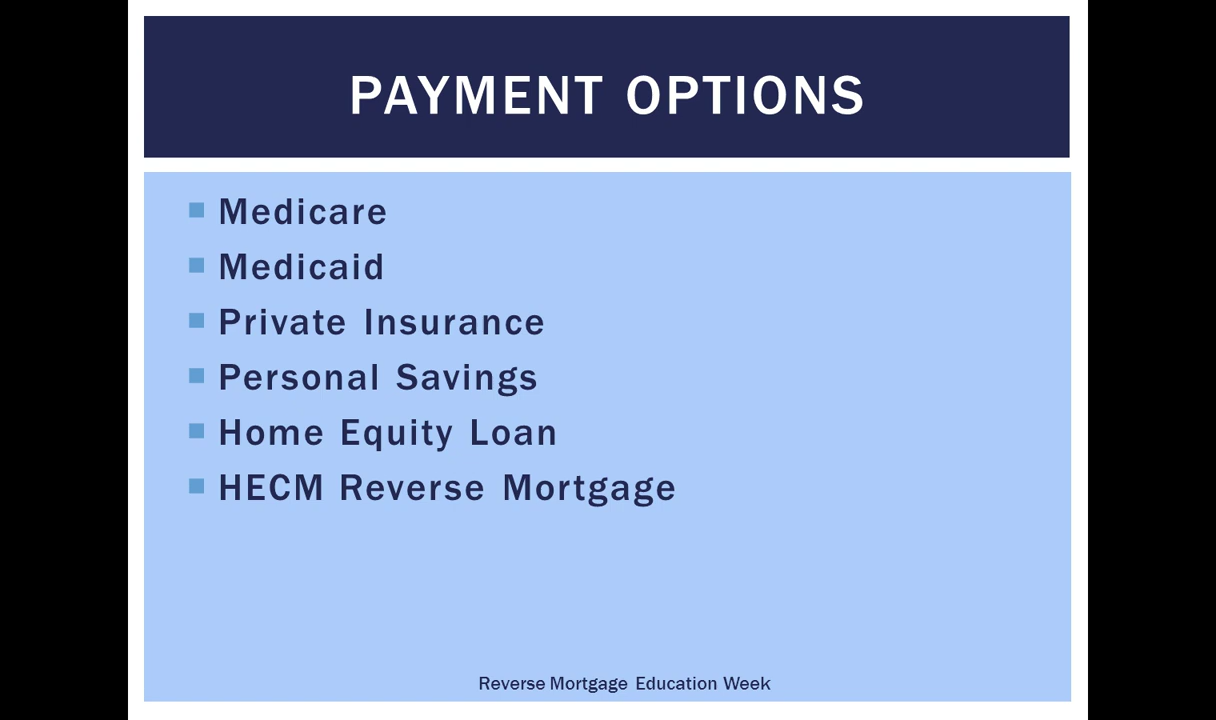 PAYMENT OPTIONS
Medicare
Medicaid
Private Insurance
Personal Savings
Home Equity Loan
HECM Reverse Mortgage
Reverse Mortgage Education Week